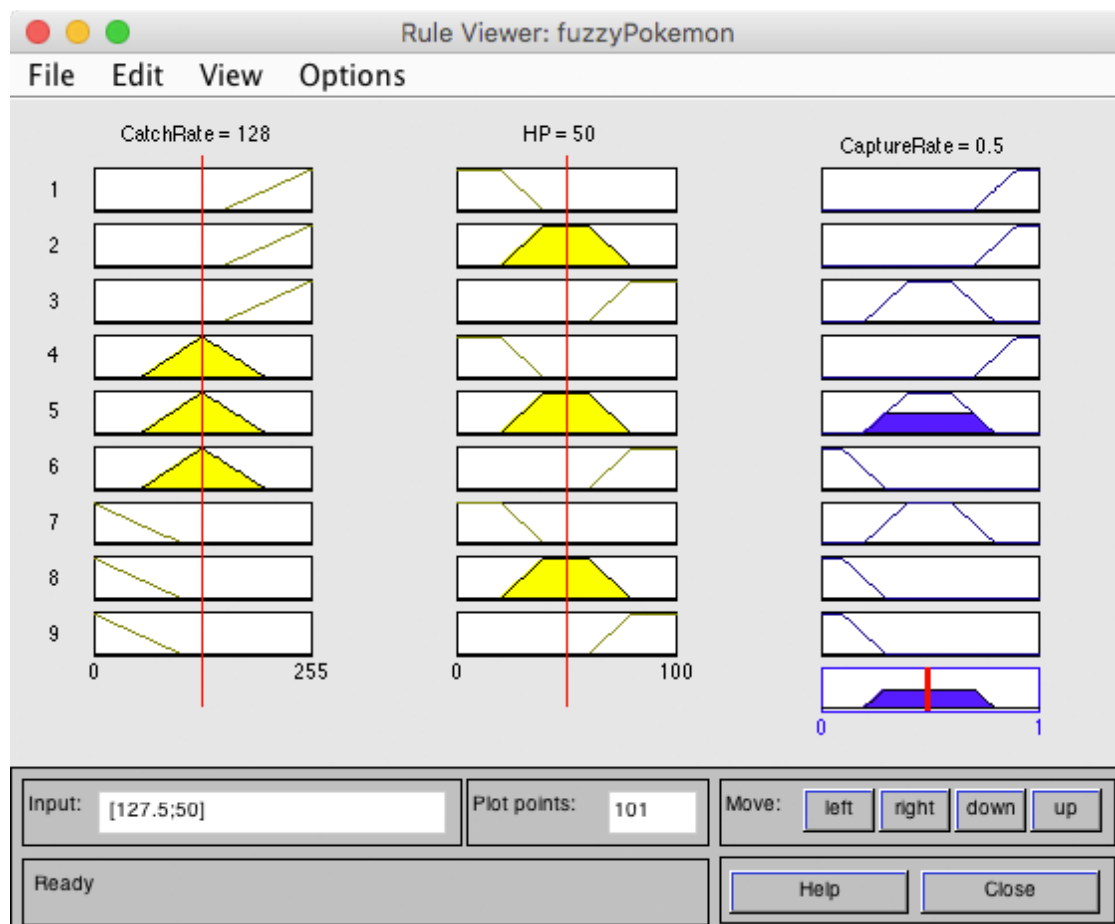 Rule Viewer: fuzzyPokemon
File Edit View Options
CatchRate = 128 HP = 50 CaptureRate = 0.5
1
2
3
4
5
6
7
8
9
0 255 0 100
0 1
Input: [127.5;50] Plot points: 101 Move: left right down up
Ready Help Close